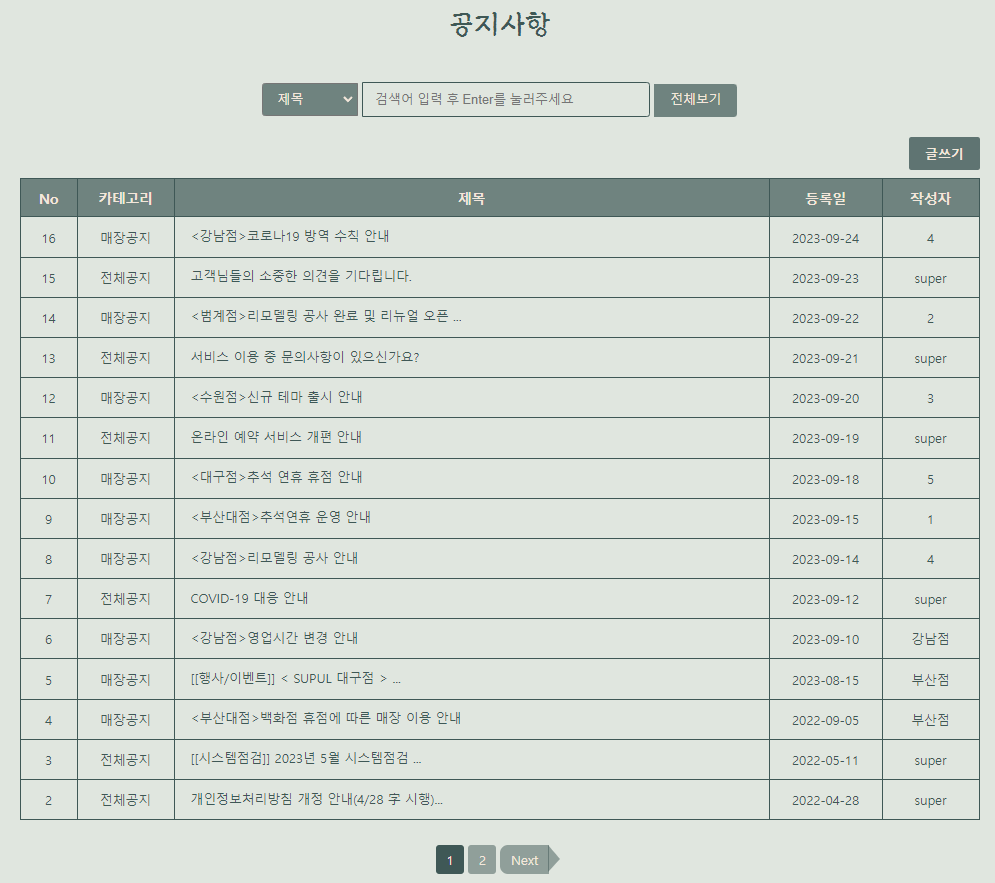 공지사항
제목 검색어 입력 후 Enter를 눌러주세요 전체보기
글쓰기
No 카테고리 제목 등록일 작성자
16 매장공지 <강남점>코로나19 방역 수칙 안내 2023-09-24 4
15 전체공지 고객님들의 소중한 의견을 기다립니다. 2023-09-23 super
14 매장공지 <범계점>리모델링 공사 완료 및 리뉴얼 오픈 ... 2023-09-22 2
13 전체공지 서비스 이용 중 문의사항이 있으신가요? 2023-09-21 super
12 매장공지 <수원점>신규 테마 출시 안내 2023-09-20 3
11 전체공지 온라인 예약 서비스 개편 안내 2023-09-19 super
10 매장공지 <대구점>추석 연휴 휴점 안내 2023-09-18 5
9 매장공지 <부산대점>추석연휴 운영 안내 2023-09-15 1
8 매장공지 <강남점>리모델링 공사 안내 2023-09-14 4
7 전체공지 COVID-19 대응 안내 2023-09-12 super
6 매장공지 <강남점>영업시간 변경 안내 2023-09-10 강남점
5 매장공지 [[행사/이벤트]] < SUPUL 대구점 > ... 2023-08-15 부산점
4 매장공지 <부산대점>백화점 휴점에 따른 매장 이용 안내 2022-09-05 부산점
3 전체공지 [[시스템점검]] 2023년 5월 시스템점검 ... 2022-05-11 super
2 전체공지 개인정보처리방침 개정 안내(4/28 字 시행)... 2022-04-28 super
1 2 Next